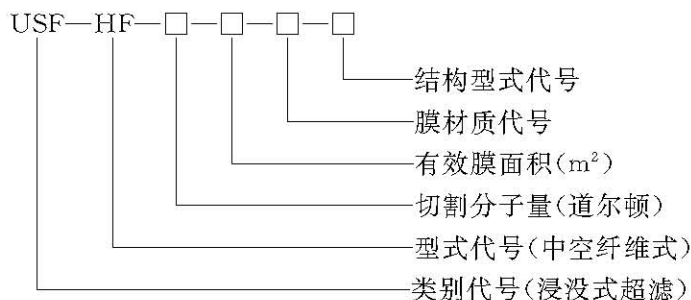 USF—HF—□—□—□—□
结构型式代号
膜材质代号
有效膜面积(m²)
切割分子量(道尔顿)
型式代号(中空纤维式)
类别代号(浸没式超滤)